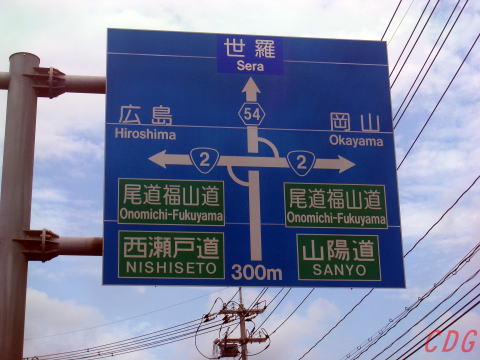 世羅
Sera
54
広島
Hiroshima
岡山
Okayama
2
2
尾道福山道
Onomichi-Fukuyama
尾道福山道
Onomichi-Fukuyama
西瀬戸道
NISHISETO
300m
山陽道
SANYO
CDG